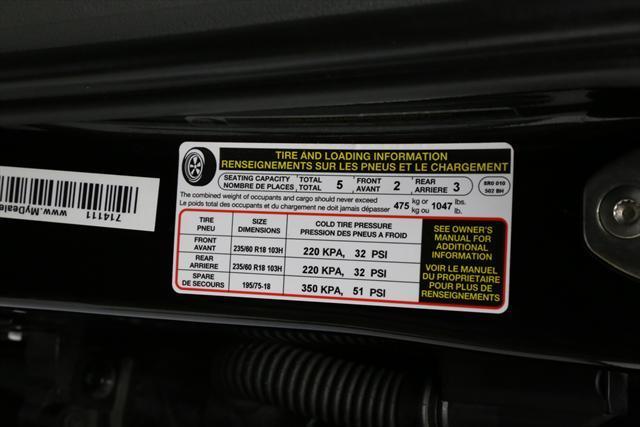 TIRE AND LOADING INFORMATION
RENSEIGNEMENTS SUR LES PNEUS ET LE CHARGEMENT
SEATING CAPACITY TOTAL 5 FRONT 2 REAR 3
NOMBRE DE PLACES TOTAL AVANT ARRIERE
8R0 010
502 BH
The combined weight of occupants and cargo should never exceed 475 kg or 1047 lbs.
Le poids total des occupants et du chargement ne doit jamais dépasser kg ou lb.
TIRE SIZE COLD TIRE PRESSURE
PNEU DIMENSIONS PRESSION DES PNEUS A FROID
FRONT
AVANT 235/60 R18 103H 220 KPA, 32 PSI
REAR
ARRIERE 235/60 R18 103H 220 KPA, 32 PSI
SPARE
DE SECOURS 195/75-18 350 KPA, 51 PSI
SEE OWNER'S
MANUAL FOR
ADDITIONAL
INFORMATION
VOIR LE MANUEL
DU PROPRIETAIRE
POUR PLUS DE
RENSEIGNEMENTS
714111
www.MyDeale